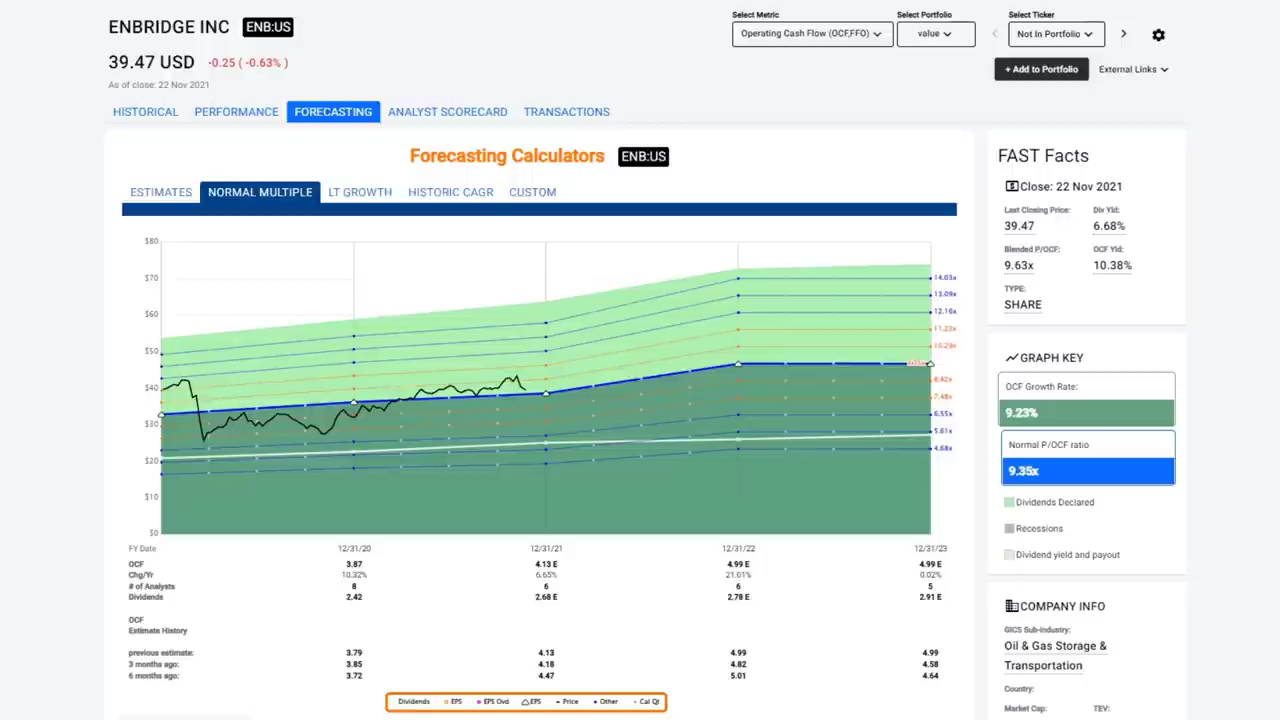 ENBRIDGE INC ENB:US
39.47 USD -0.25 ( -0.63% )
As of close: 22 Nov 2021
Select Metric
Operating Cash Flow (OCF,FFO)
Select Portfolio
value
Select Ticker
Not In Portfolio
+ Add to Portfolio
External Links
HISTORICAL PERFORMANCE FORECASTING ANALYST SCORECARD TRANSACTIONS
Forecasting Calculators ENB:US
ESTIMATES NORMAL MULTIPLE LT GROWTH HISTORIC CAGR CUSTOM
$80
$70
$60
$50
$40
$30
$20
$10
$0
14.03x
13.09x
12.16x
11.22x
10.29x
8.42x
7.48x
6.55x
5.61x
4.68x
FY Date 12/31/20 12/31/21 12/31/22 12/31/23
OCF 3.87 4.13 E 4.99 E 4.99 E
Chg/Yr 10.32% 6.65% 21.01% 0.02%
# of Analysts 8 6 6 5
Dividends 2.42 2.68 E 2.78 E 2.91 E
OCF
Estimate History
previous estimate: 3.79 4.13 4.99 4.99
3 months ago: 3.85 4.18 4.82 4.58
6 months ago: 3.72 4.47 5.01 4.64
Dividends EPS EPS Ovd EPS Price Other Cal Qt
FAST Facts
Close: 22 Nov 2021
Last Closing Price: Div Yld:
39.47 6.68%
Blended P/OCF: OCF Yld:
9.63x 10.38%
TYPE:
SHARE
GRAPH KEY
OCF Growth Rate:
9.23%
Normal P/OCF ratio
9.35x
Dividends Declared
Recessions
Dividend yield and payout
COMPANY INFO
GICS Sub-industry:
Oil & Gas Storage &
Transportation
Country:
Market Cap: TEV: